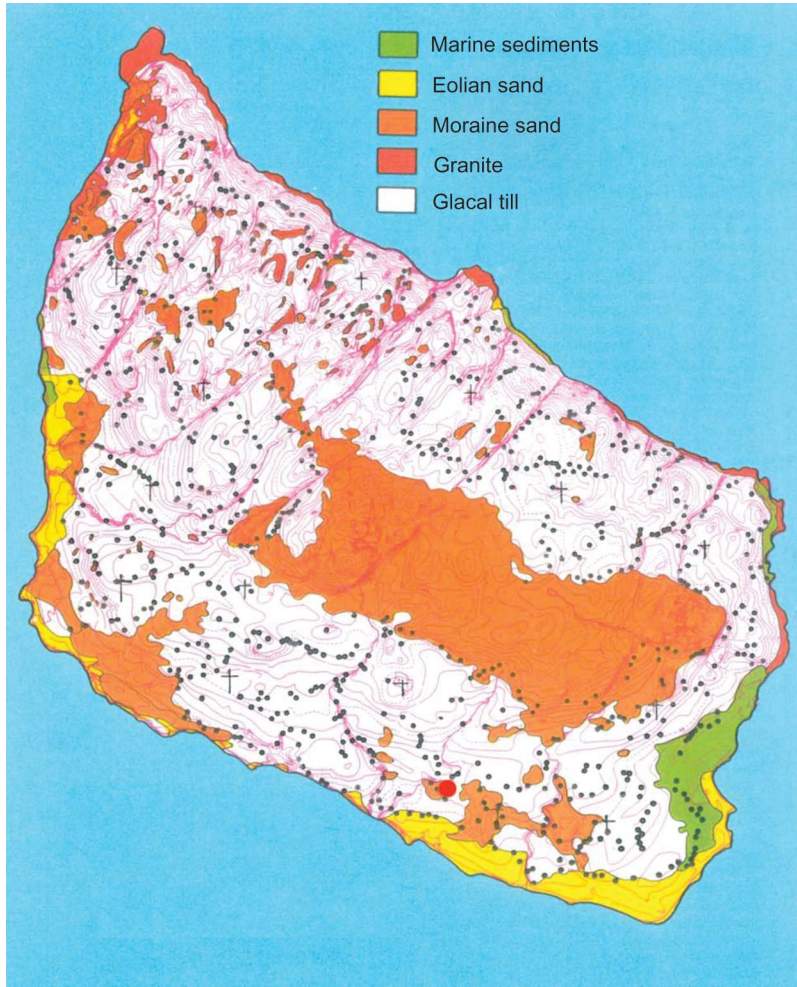 Marine sediments
Eolian sand
Moraine sand
Granite
Glacal till